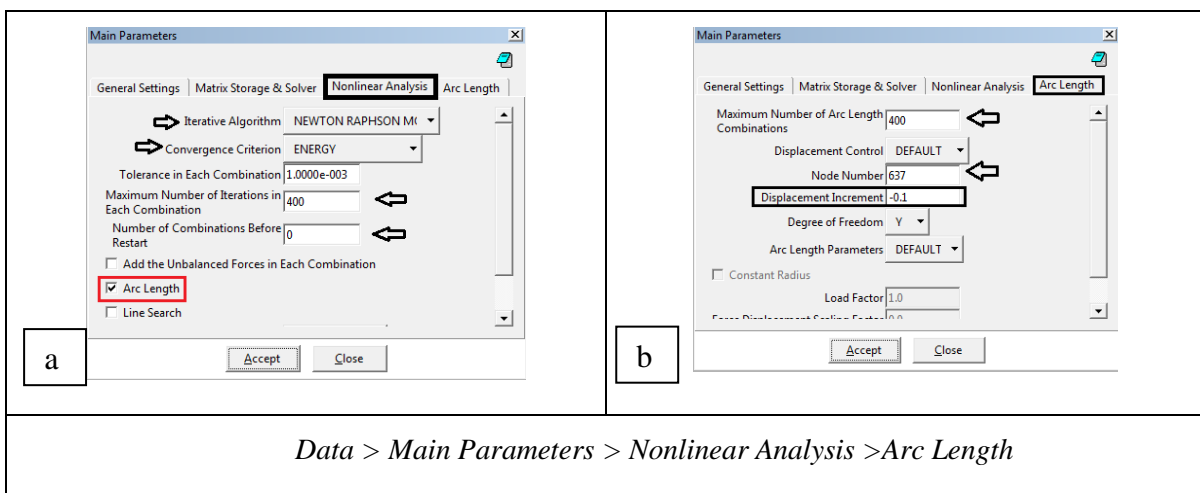 Main Parameters
General Settings Matrix Storage & Solver Nonlinear Analysis Arc Length
Iterative Algorithm NEWTON RAPHSON M
Convergence Criterion ENERGY
Tolerance in Each Combination 1.0000e-003
Maximum Number of Iterations in
Each Combination
400
Number of Combinations Before
Restart
0
Add the Unbalanced Forces in Each Combination
Arc Length
Line Search
Accept Close
a
Main Parameters
General Settings Matrix Storage & Solver Nonlinear Analysis Arc Length
Maximum Number of Arc Length
Combinations
400
Displacement Control DEFAULT
Node Number 637
Displacement Increment -0.1
Degree of Freedom Y
Arc Length Parameters DEFAULT
Constant Radius
Load Factor 1.0
Accept Close
b
Data > Main Parameters > Nonlinear Analysis >Arc Length